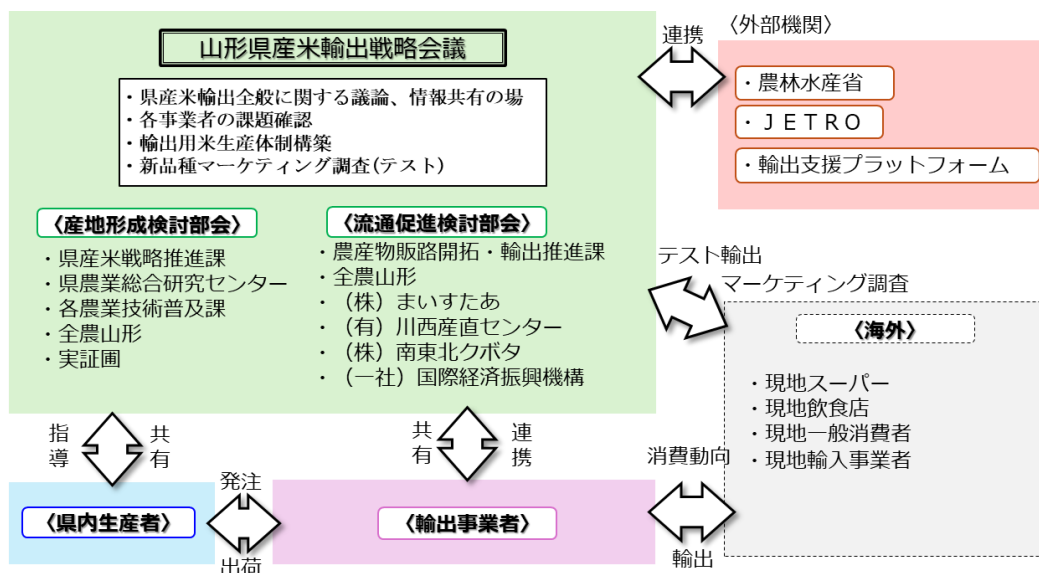 山形県産米輸出戦略会議
・県産米輸出全般に関する議論、情報共有の場
・各事業者の課題確認
・輸出用米生産体制構築
・新品種マーケティング調査(テスト)
〈産地形成検討部会〉
・県産米戦略推進課
・県農業総合研究センター
・各農業技術普及課
・全農山形
・実証圃
〈流通促進検討部会〉
・農産物販路開拓・輸出推進課
・全農山形
・（株）まいすたあ
・（有）川西産直センター
・（株）南東北クボタ
・（一社）国際経済振興機構
連携
〈外部機関〉
・農林水産省
・ＪＥＴＲＯ
・輸出支援プラットフォーム
テスト輸出
マーケティング調査
〈海外〉
・現地スーパー
・現地飲食店
・現地一般消費者
・現地輸入事業者
指導
共有
共有
連携
消費動向
輸出
〈県内生産者〉
発注
出荷
〈輸出事業者〉